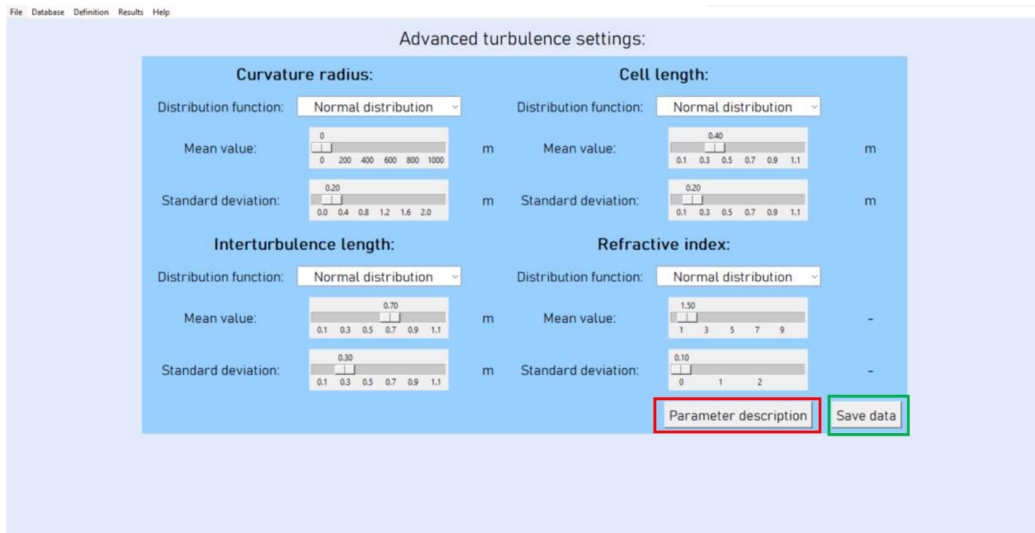 File Database Definition Results Help
Advanced turbulence settings:
Curvature radius:
Distribution function: Normal distribution
Mean value: 0 m
0 200 400 600 800 1000
Standard deviation: 0.20 m
0.0 0.4 0.8 1.2 1.6 2.0
Cell length:
Distribution function: Normal distribution
Mean value: 0.40 m
0.1 0.3 0.5 0.7 0.9 1.1
Standard deviation: 0.20 m
0.1 0.3 0.5 0.7 0.9 1.1
Interturbulence length:
Distribution function: Normal distribution
Mean value: 0.70 m
0.1 0.3 0.5 0.7 0.9 1.1
Standard deviation: 0.30 m
0.1 0.3 0.5 0.7 0.9 1.1
Refractive index:
Distribution function: Normal distribution
Mean value: 1.50 -
1 3 5 7 9
Standard deviation: 0.10 -
0 1 2
Parameter description Save data